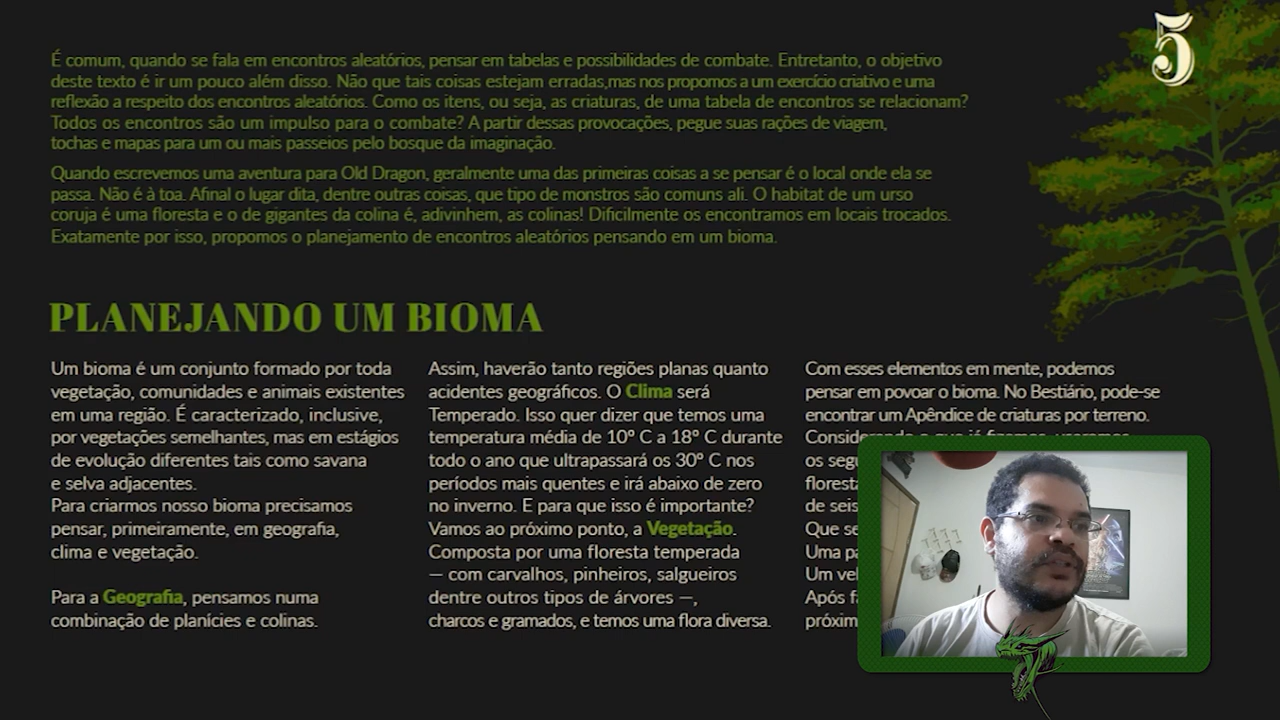 5
É comum, quando se fala em encontros aleatórios, pensar em tabelas e possibilidades de combate. Entretanto, o objetivo
deste texto é ir um pouco além disso. Não que tais coisas estejam erradas,mas nos propomos a um exercício criativo e uma
reflexão a respeito dos encontros aleatórios. Como os itens, ou seja, as criaturas, de uma tabela de encontros se relacionam?
Todos os encontros são um impulso para o combate? A partir dessas provocações, pegue suas rações de viagem,
tochas e mapas para um ou mais passeios pelo bosque da imaginação.
Quando escrevemos uma aventura para Old Dragon, geralmente uma das primeiras coisas a se pensar é o local onde ela se
passa. Não é à toa. Afinal o lugar dita, dentre outras coisas, que tipo de monstros são comuns ali. O habitat de um urso
coruja é uma floresta e o de gigantes da colina é, adivinhem, as colinas! Dificilmente os encontramos em locais trocados.
Exatamente por isso, propomos o planejamento de encontros aleatórios pensando em um bioma.
PLANEJANDO UM BIOMA
Um bioma é um conjunto formado por toda
vegetação, comunidades e animais existentes
em uma região. É caracterizado, inclusive,
por vegetações semelhantes, mas em estágios
de evolução diferentes tais como savana
e selva adjacentes.
Para criarmos nosso bioma precisamos
pensar, primeiramente, em geografia,
clima e vegetação.
Para a Geografia, pensamos numa
combinação de planícies e colinas.
Assim, haverão tanto regiões planas quanto
acidentes geográficos. O Clima será
Temperado. Isso quer dizer que temos uma
temperatura média de 10º C a 18º C durante
todo o ano que ultrapassará os 30º C nos
períodos mais quentes e irá abaixo de zero
no inverno. E para que isso é importante?
Vamos ao próximo ponto, a Vegetação.
Composta por uma floresta temperada
— com carvalhos, pinheiros, salgueiros
dentre outros tipos de árvores —,
charcos e gramados, e temos uma flora diversa.
Com esses elementos em mente, podemos
pensar em povoar o bioma. No Bestiário, pode-se
encontrar um Apêndice de criaturas por terreno.
Considerando o que já fizemos, usaremos
os
de
Que
Uma
Um
Após